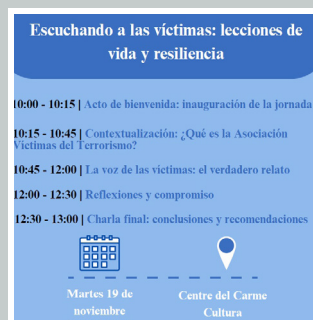 Escuchando a las víctimas: lecciones de
vida y resiliencia
10:00 - 10:15 | Acto de bienvenida: inauguración de la jornada
10:15 - 10:45 | Contextualización: ¿Qué es la Asociación
Víctimas del Terrorismo?
10:45 - 12:00 | La voz de las víctimas: el verdadero relato
12:00 - 12:30 | Reflexiones y compromiso
12:30 - 13:00 | Charla final: conclusiones y recomendaciones
Martes 19 de
noviembre
Centre del Carme
Cultura